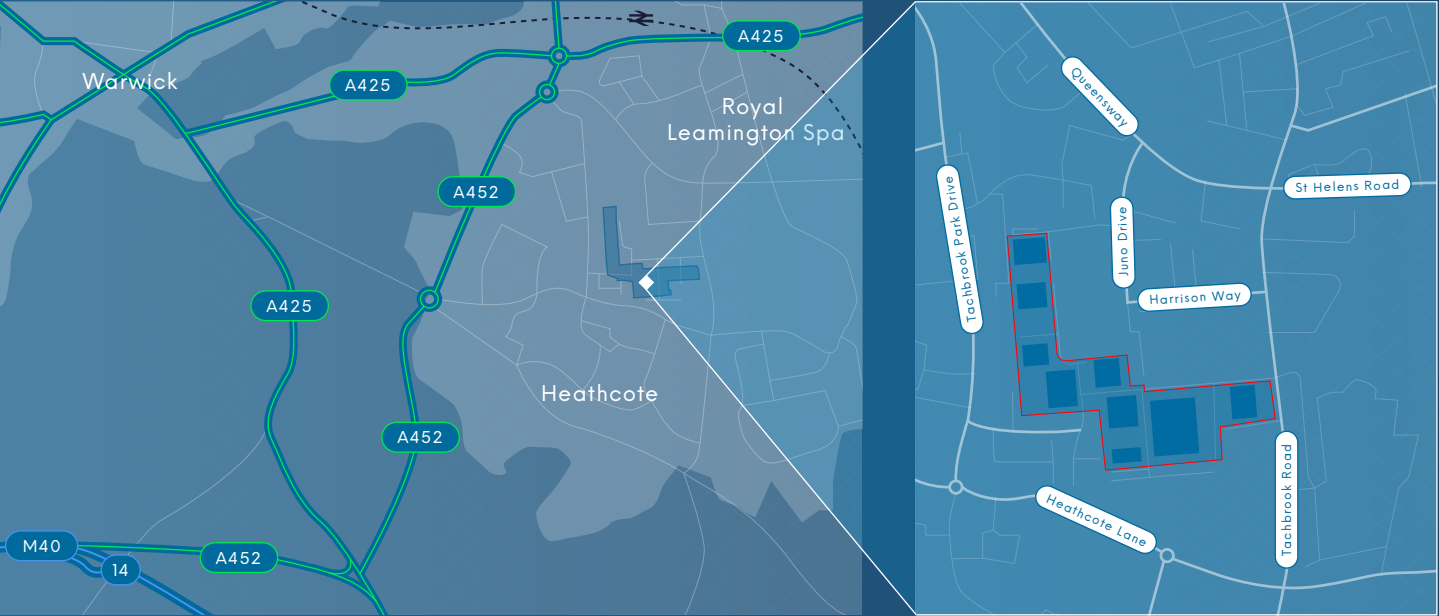 A425
Warwick
A425
Royal
Leamington Spa
A452
A425
Heathcote
A452
M40
A452
14
Queensway
St Helens Road
Tachbrook Park Drive
Juno Drive
Harrison Way
Tachbrook Road
Heathcote Lane